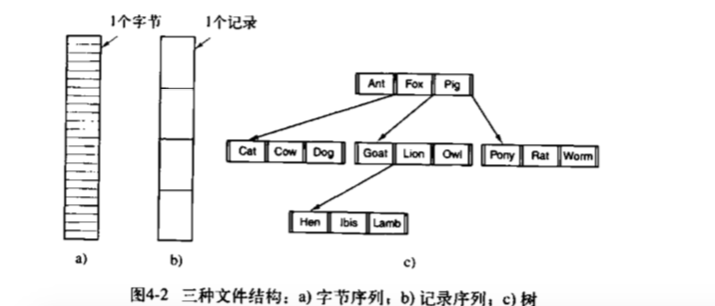 1个字节 1个记录
Ant Fox Pig
Cat Cow Dog Goat Lion Owl Pony Rat Worm
Hen Ibis Lamb
a) b) c)
图4-2 三种文件结构：a) 字节序列；b) 记录序列；c) 树